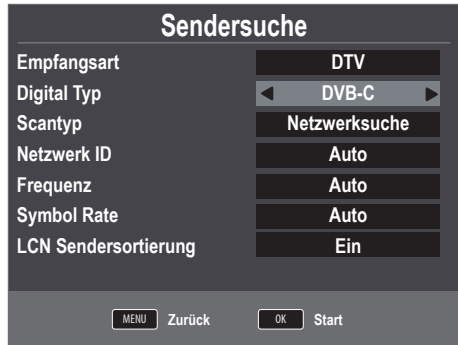 Sendersuche
Empfangsart DTV
Digital Typ DVB-C
Scantyp Netzwerksuche
Netzwerk ID Auto
Frequenz Auto
Symbol Rate Auto
LCN Sendersortierung Ein
MENU Zurück OK Start